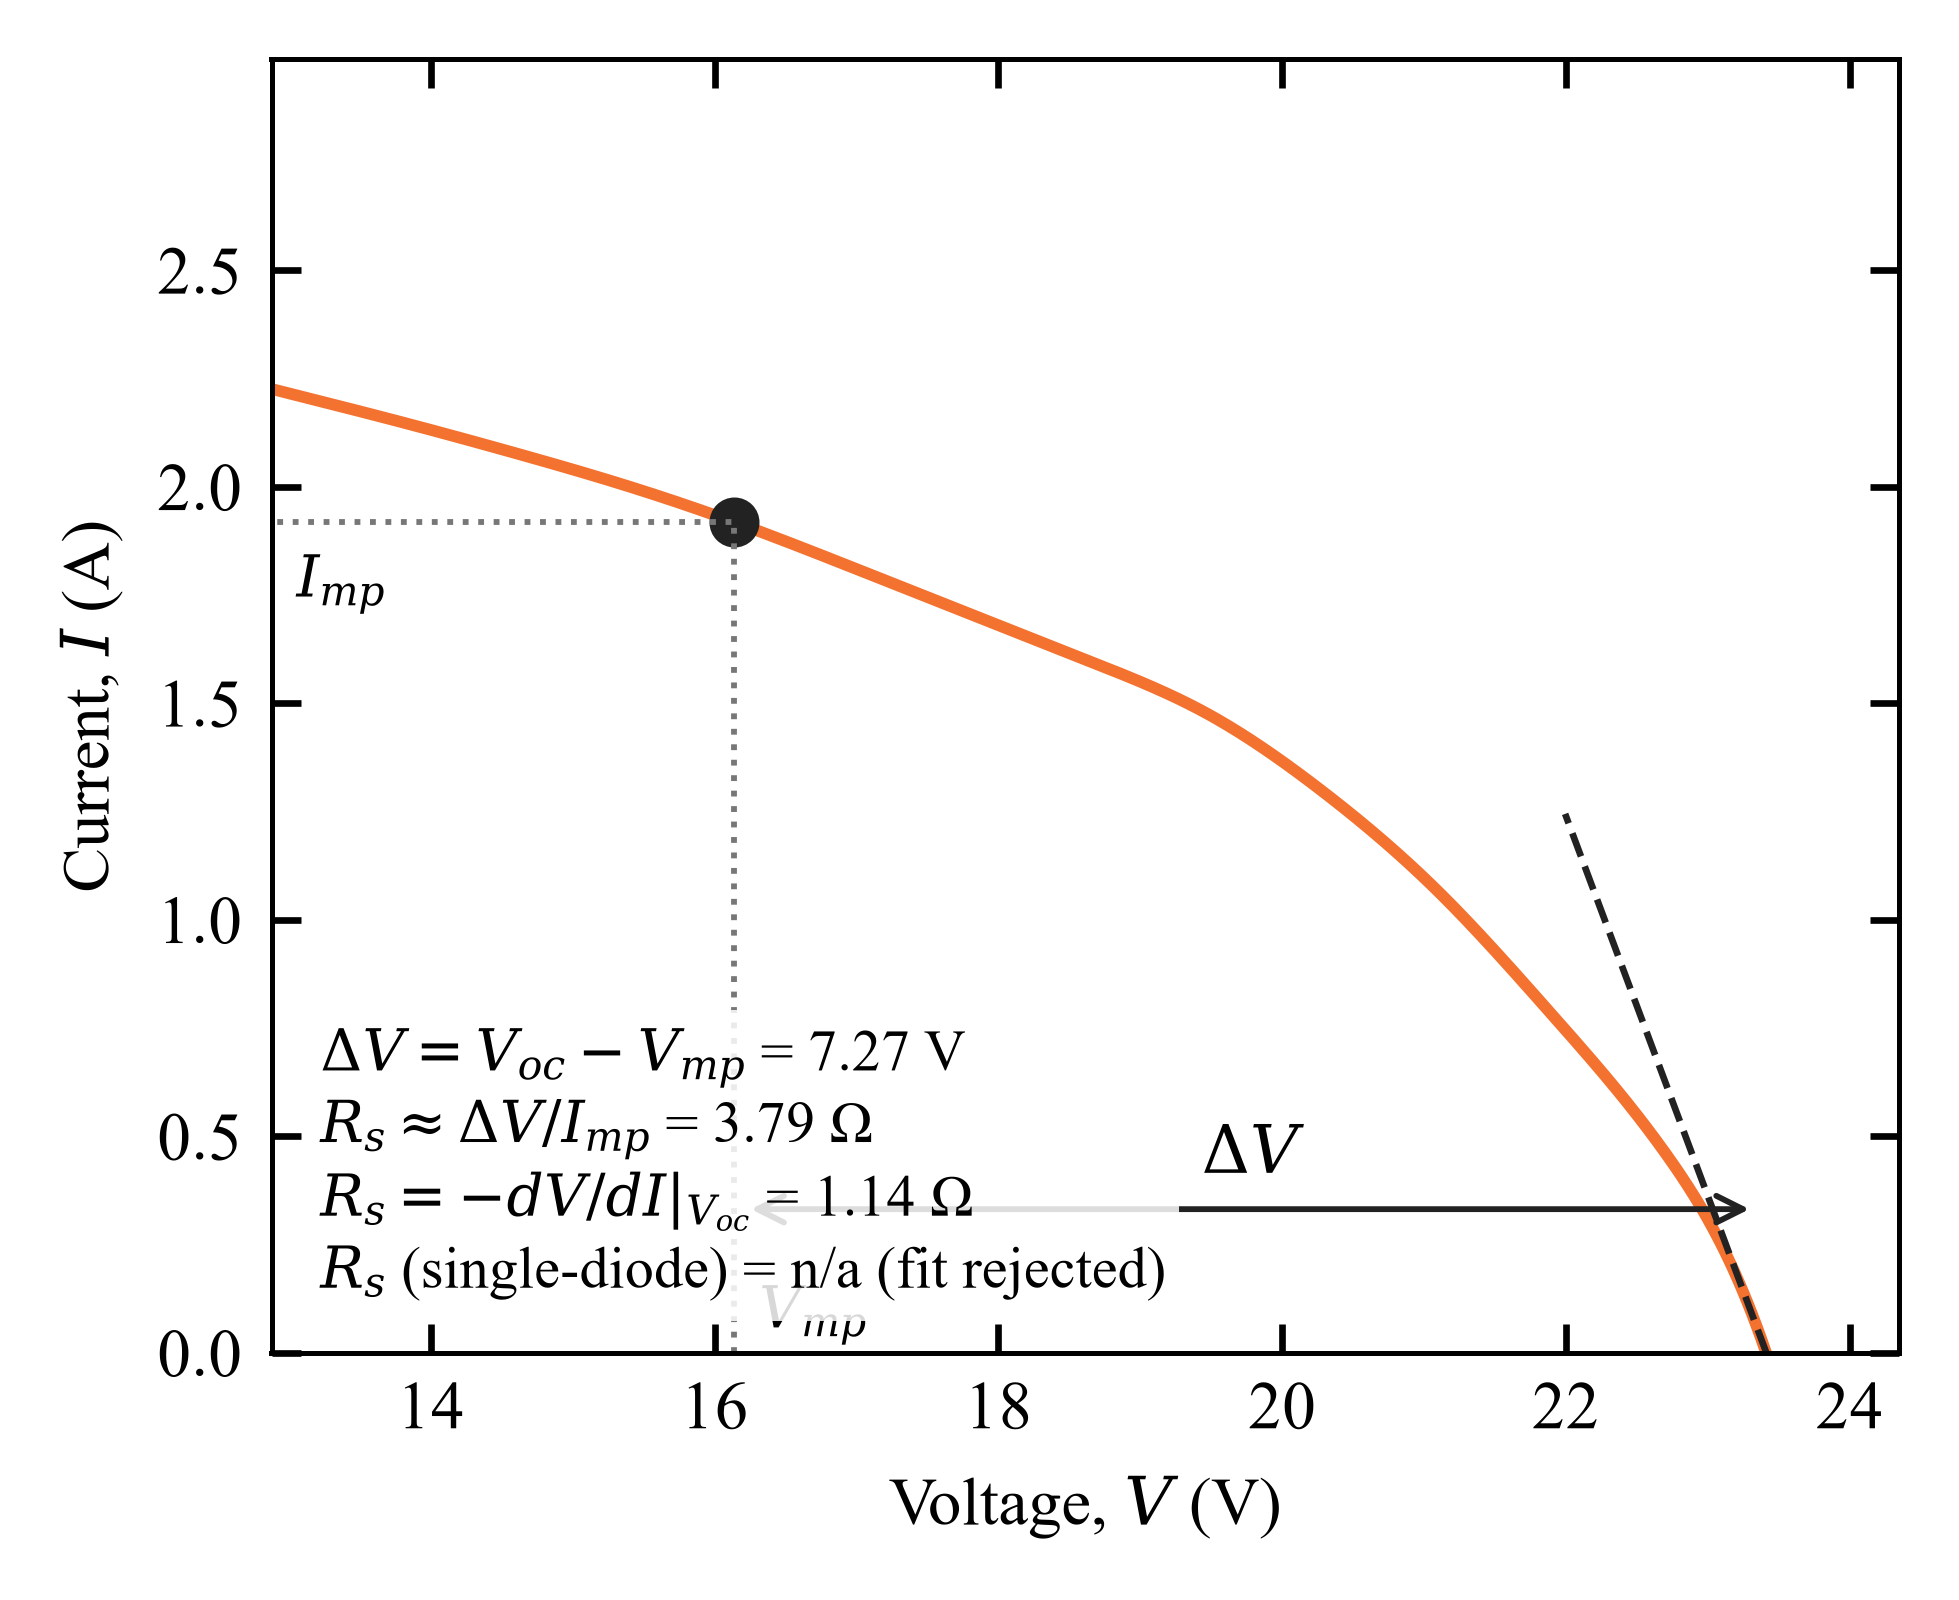 2.5
2.0
1.5
1.0
0.5
0.0
Current, I (A)
I_mp
ΔV = V_oc − V_mp = 7.27 V
R_s ≈ ΔV/I_mp = 3.79 Ω
R_s = −dV/dI|_V_oc = 1.14 Ω
R_s (single-diode) = n/a (fit rejected)
ΔV
V_mp
14 16 18 20 22 24
Voltage, V (V)